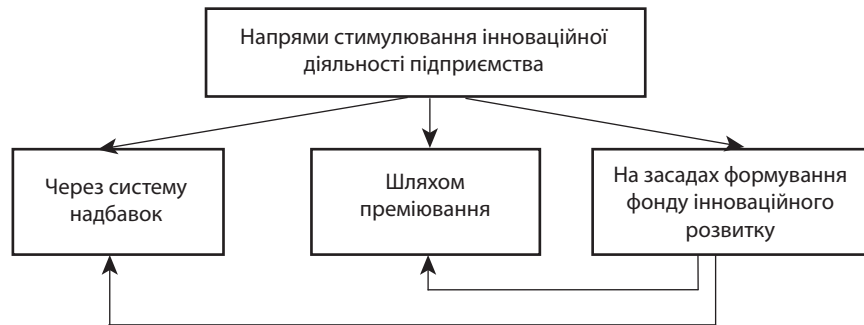 Напрями стимулювання інноваційної
діяльності підприємства
Через систему
надбавок
Шляхом
преміювання
На засадах формування
фонду інноваційного
розвитку